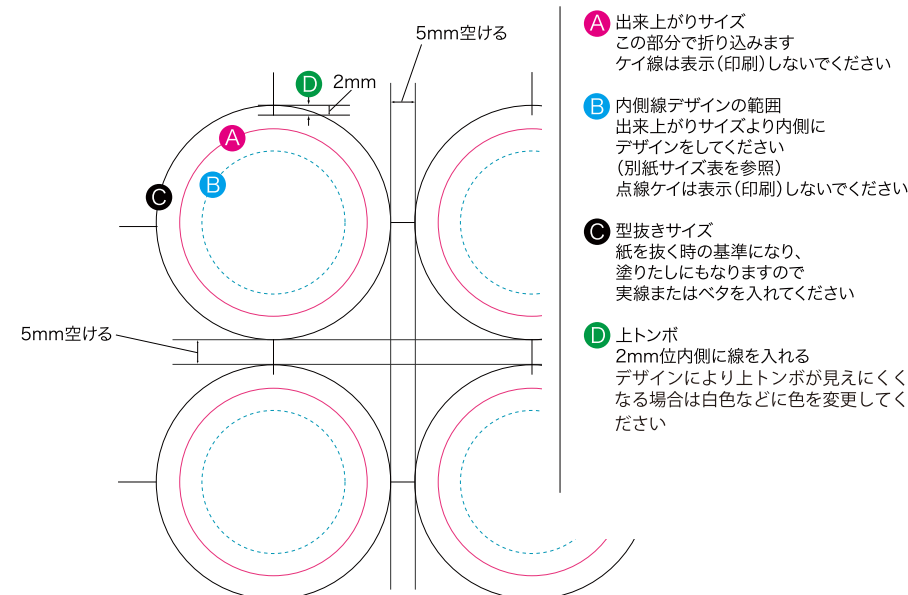 5mm空ける
D
2mm
A
B
C
5mm空ける
A 出来上がりサイズ
この部分で折り込みます
ケイ線は表示（印刷）しないでください
B 内側線デザインの範囲
出来上がりサイズより内側に
デザインをしてください
（別紙サイズ表を参照）
点線ケイは表示（印刷）しないでください
C 型抜きサイズ
紙を抜く時の基準になり、
塗りたしにもなりますので
実線またはベタを入れてください
D 上トンボ
2mm位内側に線を入れる
デザインにより上トンボが見えにくく
なる場合は白色などに色を変更してく
ださい